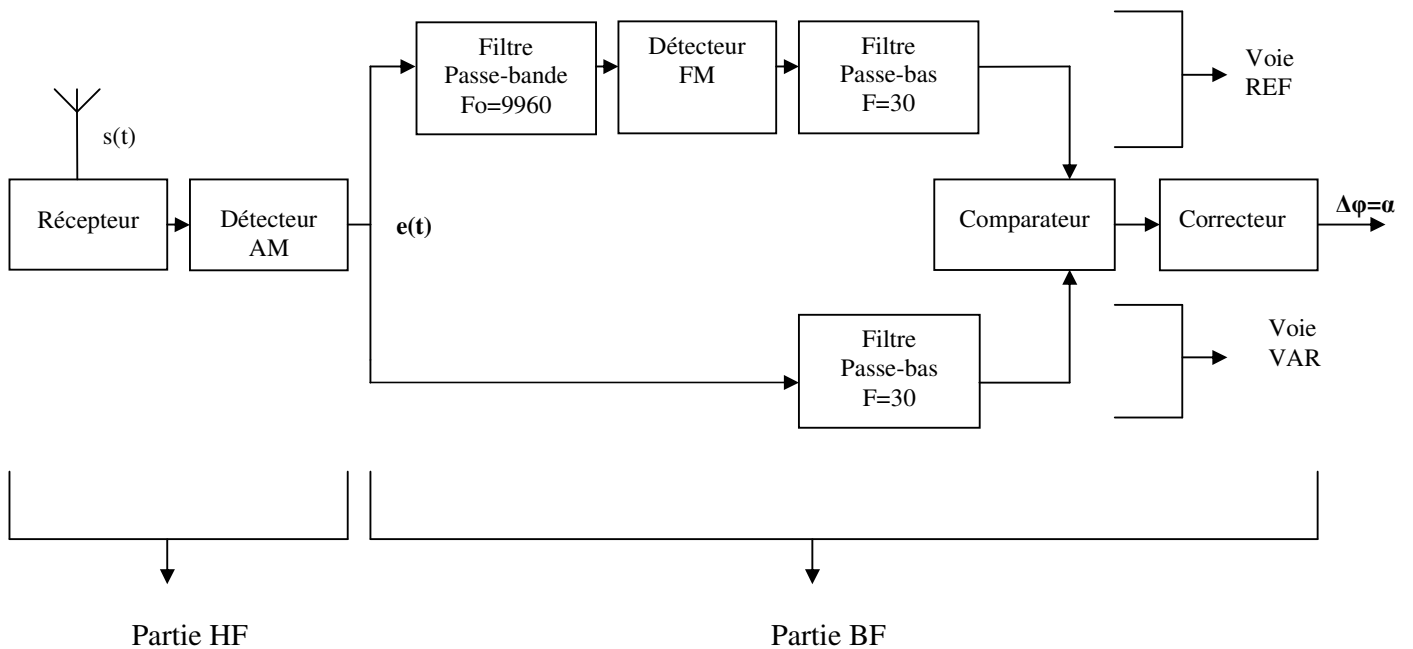 Filtre
Passe-bande
Fo=9960
Détecteur
FM
Filtre
Passe-bas
F=30
Voie
REF
s(t)
Récepteur
Détecteur
AM
e(t)
Comparateur
Correcteur
Δφ=α
Filtre
Passe-bas
F=30
Voie
VAR
Partie HF
Partie BF